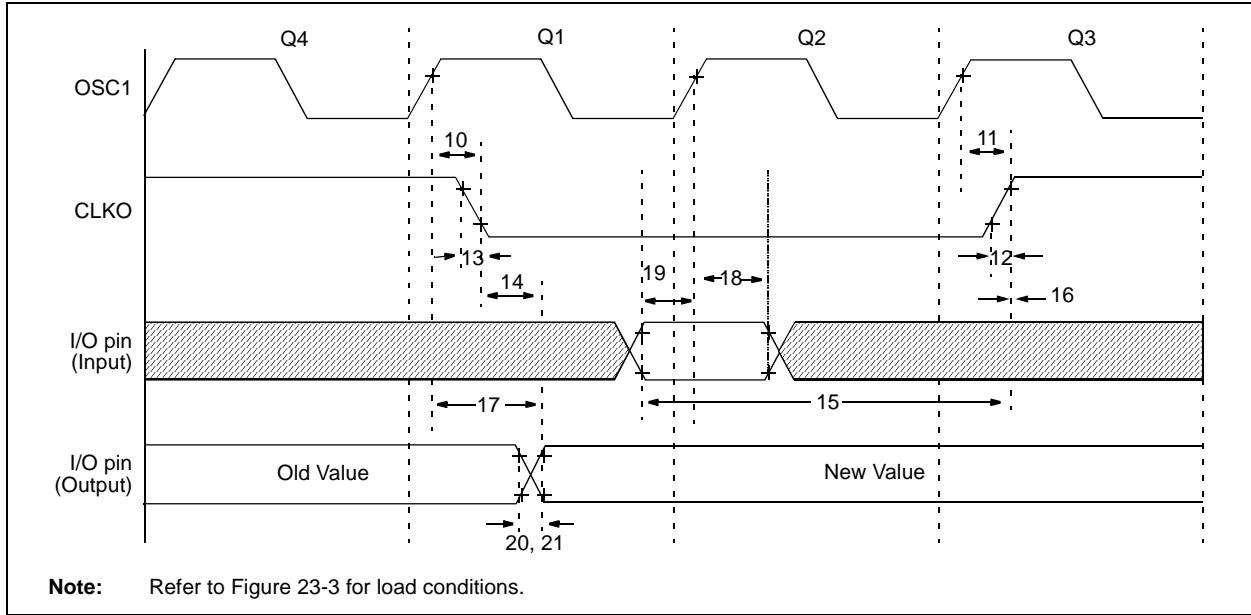 Q4 Q1 Q2 Q3
OSC1
10 11
CLKO
13 12
14 19 18 16
I/O pin
(Input)
17 15
I/O pin
(Output)
Old Value New Value
20, 21
Note: Refer to Figure 23-3 for load conditions.